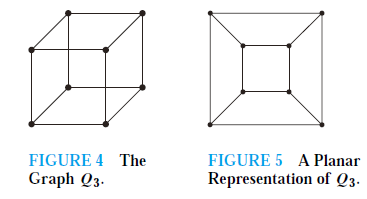 FIGURE 4 The
Graph Q3.
FIGURE 5 A Planar
Representation of Q3.